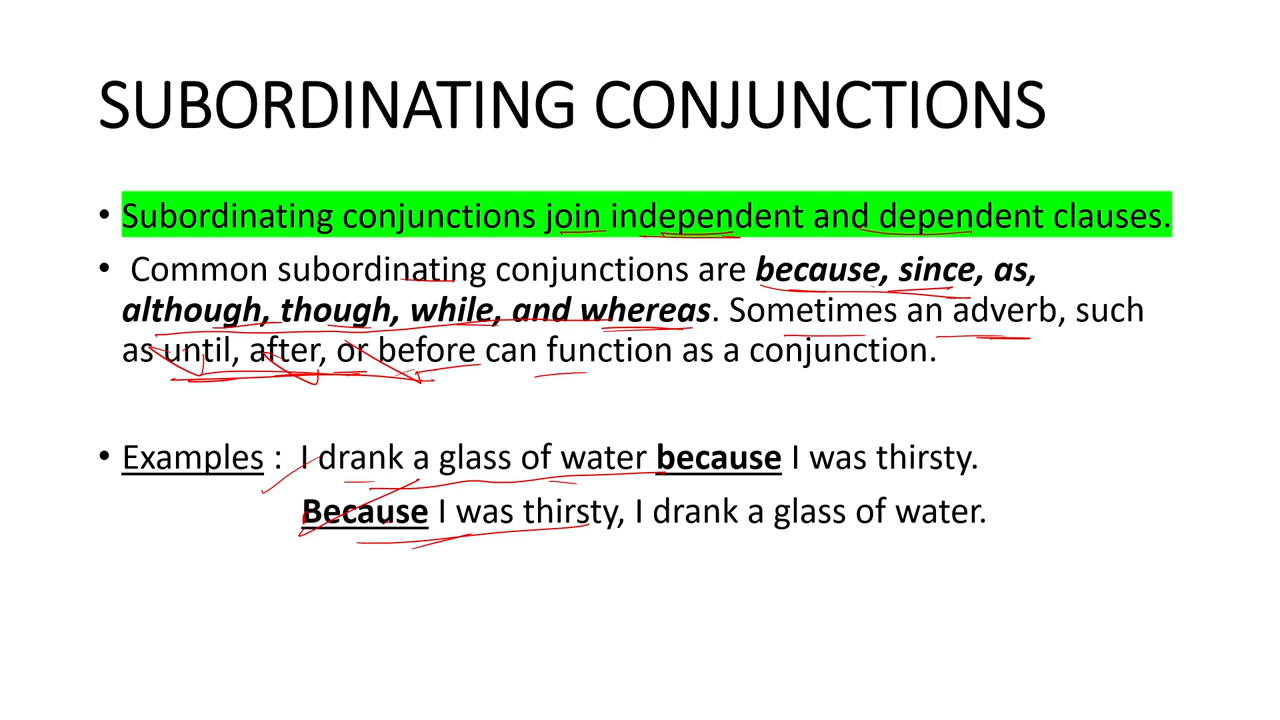 SUBORDINATING CONJUNCTIONS
• Subordinating conjunctions join independent and dependent clauses.
• Common subordinating conjunctions are because, since, as,
although, though, while, and whereas. Sometimes an adverb, such
as until, after, or before can function as a conjunction.
• Examples : I drank a glass of water because I was thirsty.
Because I was thirsty, I drank a glass of water.